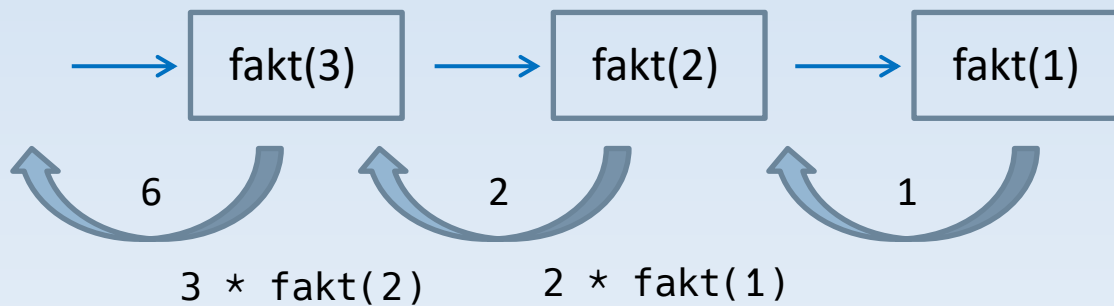 fakt(3) fakt(2) fakt(1)
6 2 1
3 * fakt(2) 2 * fakt(1)